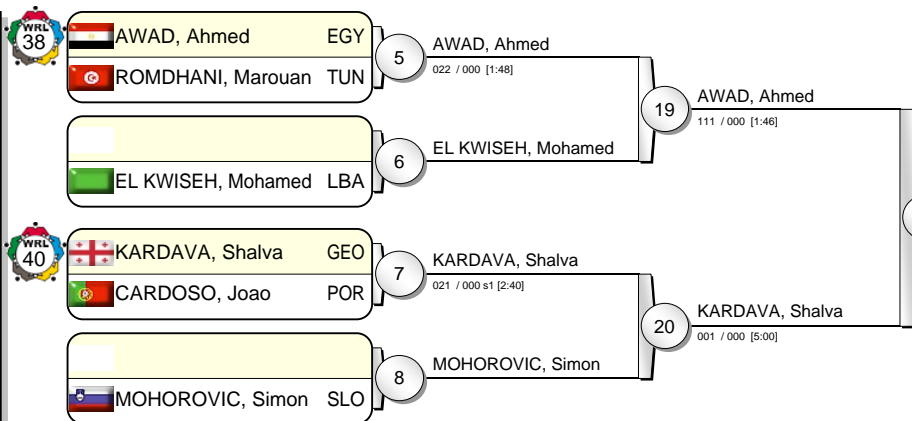 WRL
38
AWAD, Ahmed EGY
ROMDHANI, Marouan TUN
5
AWAD, Ahmed
022 / 000 [1:48]
19
AWAD, Ahmed
111 / 000 [1:46]
EL KWISEH, Mohamed LBA
6
EL KWISEH, Mohamed
WRL
40
KARDAVA, Shalva GEO
CARDOSO, Joao POR
7
KARDAVA, Shalva
021 / 000 s1 [2:40]
20
KARDAVA, Shalva
001 / 000 [5:00]
MOHOROVIC, Simon SLO
8
MOHOROVIC, Simon